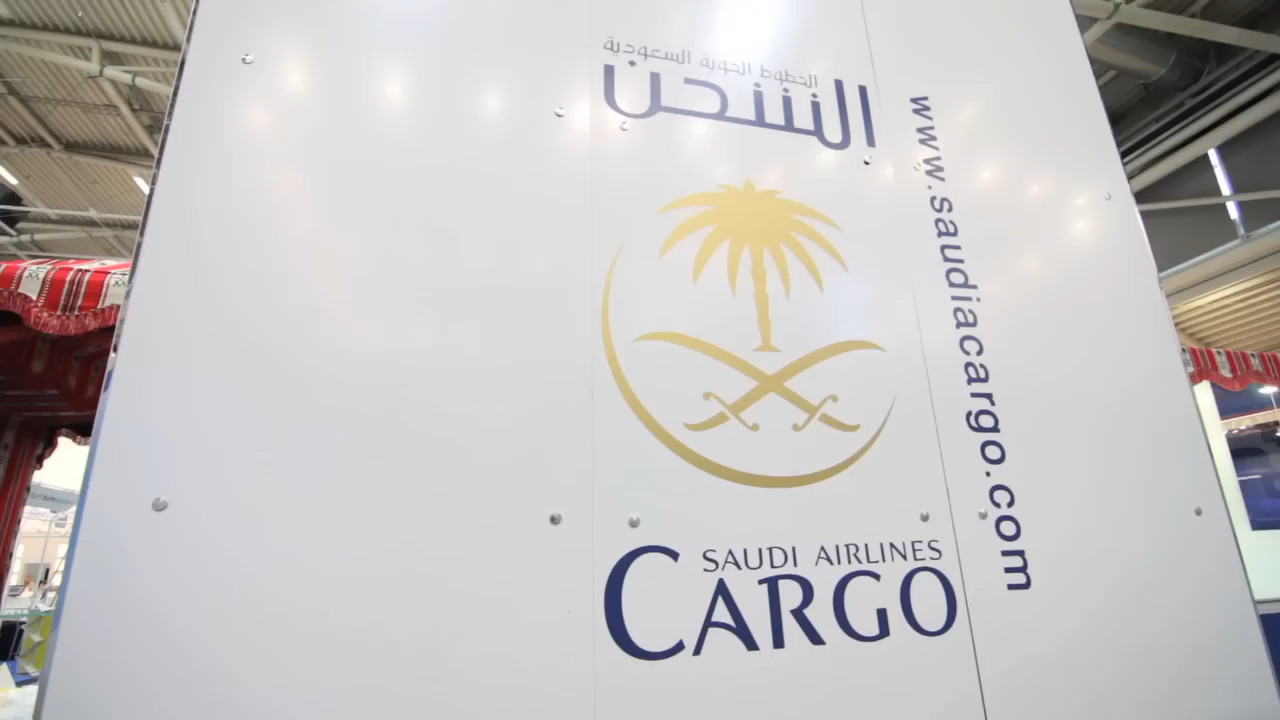 الخطوط الجوية السعودية
الشحن
www.saudiacargo.com
SAUDI AIRLINES
CARGO